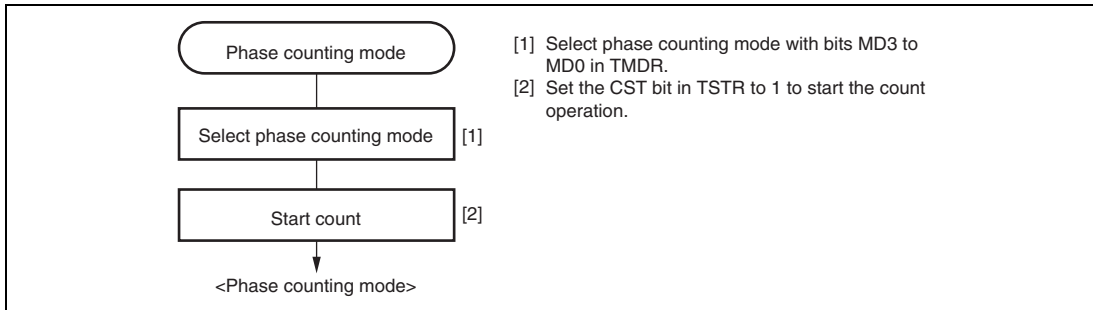 Phase counting mode
Select phase counting mode [1]
Start count [2]
<Phase counting mode>
[1] Select phase counting mode with bits MD3 to
MD0 in TMDR.
[2] Set the CST bit in TSTR to 1 to start the count
operation.